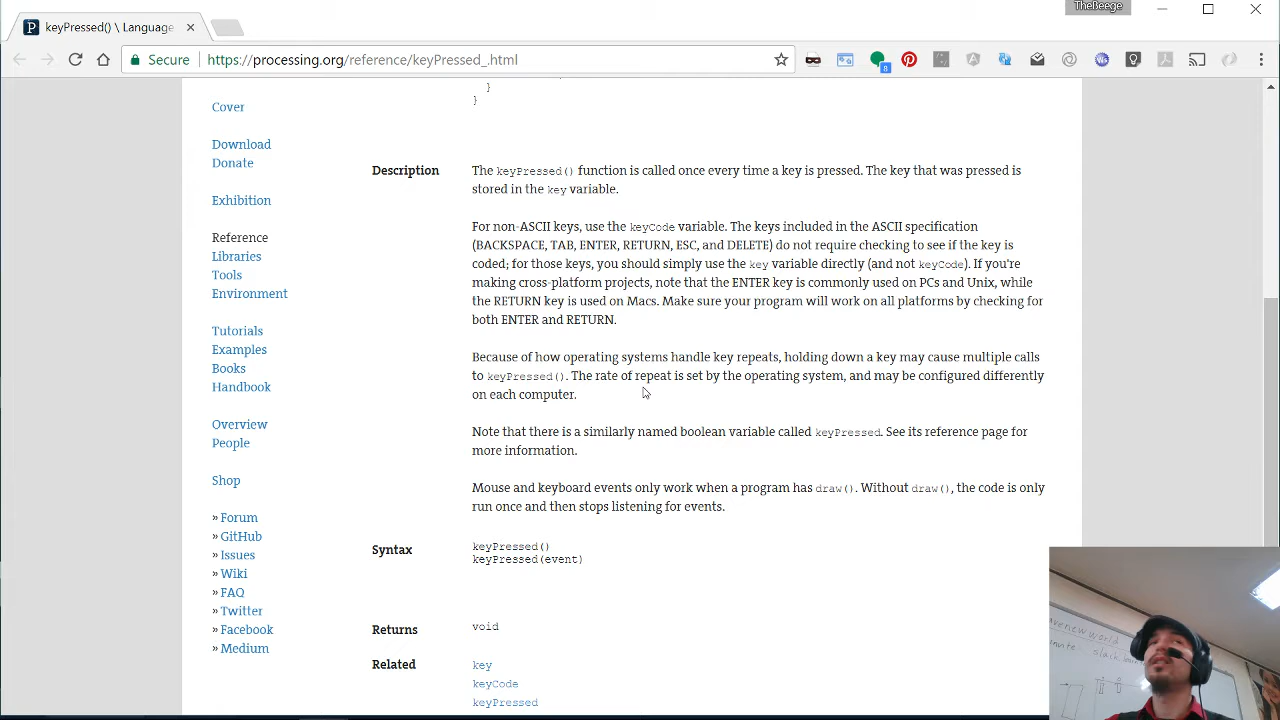 TheBeege
keyPressed() \ Language
Secure
https://processing.org/reference/keyPressed_.html
8
}
}
Cover
Download
Donate
Exhibition
Reference
Libraries
Tools
Environment
Tutorials
Examples
Books
Handbook
Overview
People
Shop
» Forum
» GitHub
» Issues
» Wiki
» FAQ
» Twitter
» Facebook
» Medium
Description
The keyPressed() function is called once every time a key is pressed. The key that was pressed is
stored in the key variable.
For non-ASCII keys, use the keyCode variable. The keys included in the ASCII specification
(BACKSPACE, TAB, ENTER, RETURN, ESC, and DELETE) do not require checking to see if the key is
coded; for those keys, you should simply use the key variable directly (and not keyCode). If you're
making cross-platform projects, note that the ENTER key is commonly used on PCs and Unix, while
the RETURN key is used on Macs. Make sure your program will work on all platforms by checking for
both ENTER and RETURN.
Because of how operating systems handle key repeats, holding down a key may cause multiple calls
to keyPressed(). The rate of repeat is set by the operating system, and may be configured differently
on each computer.
Note that there is a similarly named boolean variable called keyPressed. See its reference page for
more information.
Mouse and keyboard events only work when a program has draw(). Without draw(), the code is only
run once and then stops listening for events.
Syntax
keyPressed()
keyPressed(event)
Returns
void
Related
key
keyCode
keyPressed
new world
slack